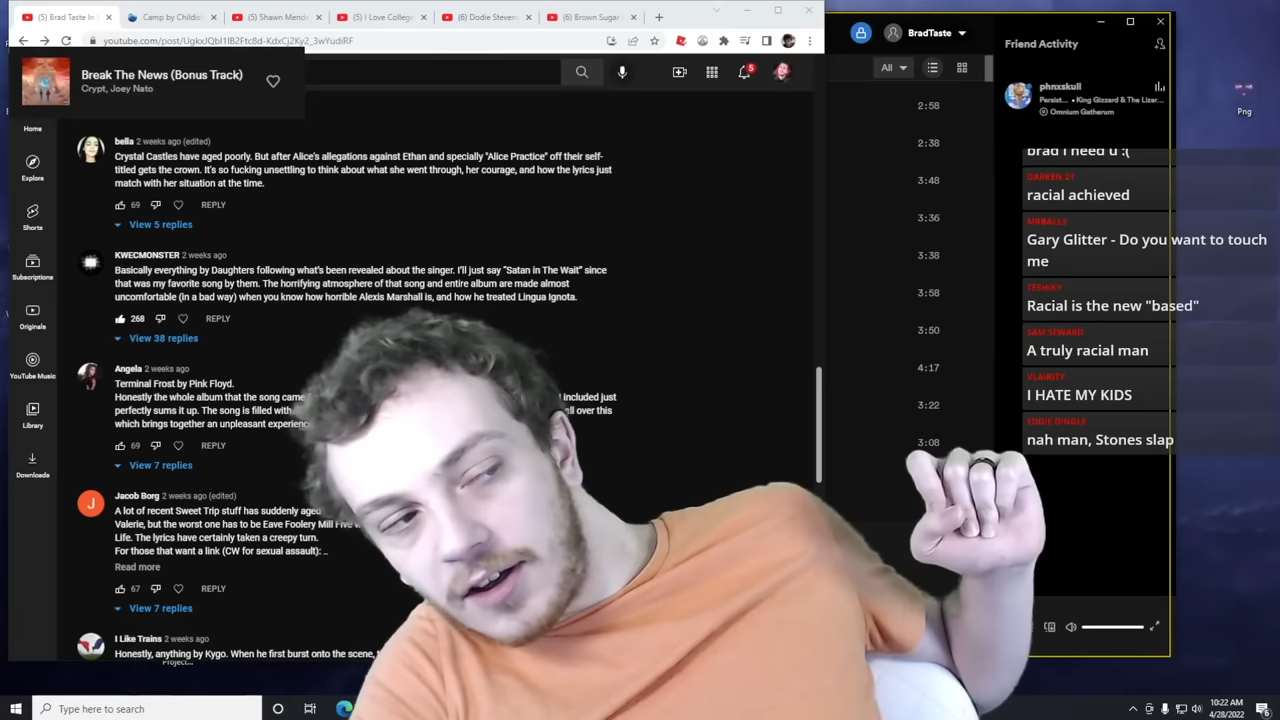 (5) Brad Taste In
Camp by Childis
(5) Shawn Mende
(5) I Love Colleg
(6) Dodie Steven
(6) Brown Sugar
youtube.com/post/UgkxJQbI1IB2Ftc8d-KdxCj2Ky2_3wYudiRF
BradTaste
Break The News (Bonus Track)
Crypt, Joey Nato
5
All
Friend Activity
phnxskull
Persist... • King Gizzard & The Lizar...
Omnium Gatherum
Png
Home
Explore
Shorts
Subscriptions
Originals
YouTube Music
Library
Downloads
bella 2 weeks ago (edited)
Crystal Castles have aged poorly. But after Alice's allegations against Ethan and specially "Alice Practice" off their self-
titled gets the crown. It's so fucking unsettling to think about what she went through, her courage, and how the lyrics just
match with her situation at the time.
69 REPLY
View 5 replies
KWECMONSTER 2 weeks ago
Basically everything by Daughters following what's been revealed about the singer. I'll just say "Satan in The Wait" since
that was my favorite song by them. The horrifying atmosphere of that song and entire album are made almost
uncomfortable (in a bad way) when you know how horrible Alexis Marshall is, and how he treated Lingua Ignota.
268 REPLY
View 38 replies
Angela 2 weeks ago
Terminal Frost by Pink Floyd.
Honestly the whole album that the song came
included just
perfectly sums it up. The song is filled with
all over this
which brings together an unpleasant experienc
69 REPLY
View 7 replies
Jacob Borg 2 weeks ago (edited)
A lot of recent Sweet Trip stuff has suddenly aged
Valerie, but the worst one has to be Eave Foolery Mill Five
Life. The lyrics have certainly taken a creepy turn.
For those that want a link (CW for sexual assault): ...
Read more
67 REPLY
View 7 replies
I Like Trains 2 weeks ago
Honestly, anything by Kygo. When he first burst onto the scene,
Project...
2:58
2:38
3:48
3:36
3:38
3:58
3:50
4:17
3:22
3:08
brad I need u :(
DARKEN 21
racial achieved
MRBALLS
Gary Glitter - Do you want to touch
me
TESHIKY
Racial is the new "based"
SAM SEWARD
A truly racial man
VLAIRITY
I HATE MY KIDS
EDDIE DINGLE
nah man, Stones slap
Type here to search
10:22 AM
4/28/2022